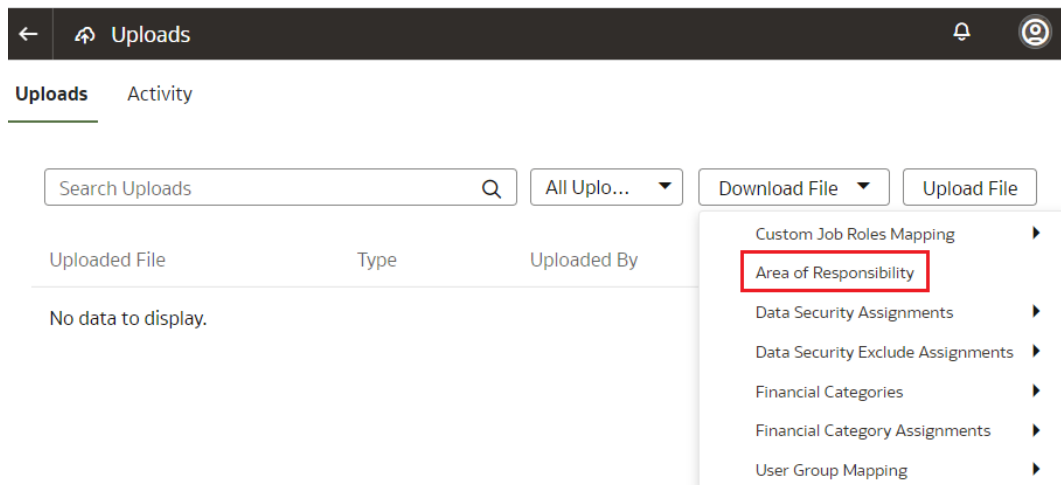 Uploads
Uploads Activity
Search Uploads All Uplo... Download File Upload File
Custom Job Roles Mapping
Uploaded File Type Uploaded By
Area of Responsibility
No data to display.
Data Security Assignments
Data Security Exclude Assignments
Financial Categories
Financial Category Assignments
User Group Mapping